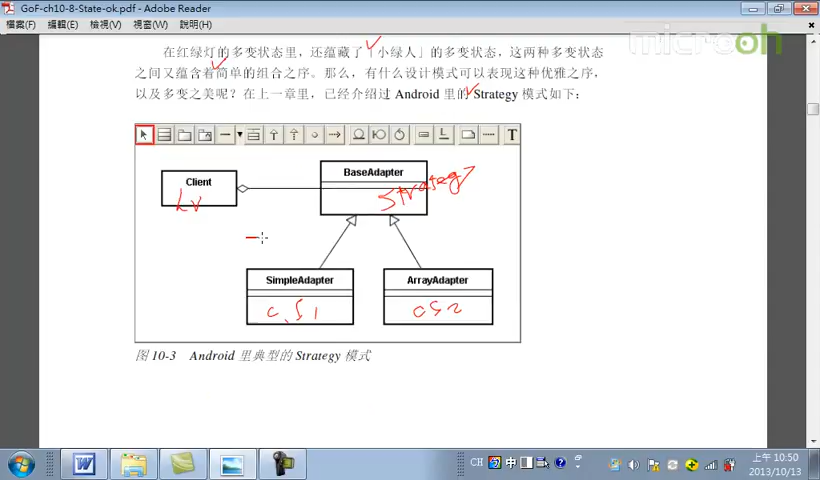 GoF-ch10-8-State-ok.pdf - Adobe Reader
檔案(F) 編輯(E) 檢視(V) 視窗(W) 說明(H)
microoh
在红绿灯的多变状态里，还蕴藏了「小绿人」的多变状态，这两种多变状态
之间又蕴含着简单的组合之序。那么，有什么设计模式可以表现这种优雅之序，
以及多变之美呢？在上一章里，已经介绍过 Android 里的 Strategy 模式如下：
T
Client
BaseAdapter
Strategy
LV
SimpleAdapter
ArrayAdapter
C.S1
CS2
图 10-3 Android 里典型的 Strategy 模式
CH 中
上午 10:50
2013/10/13